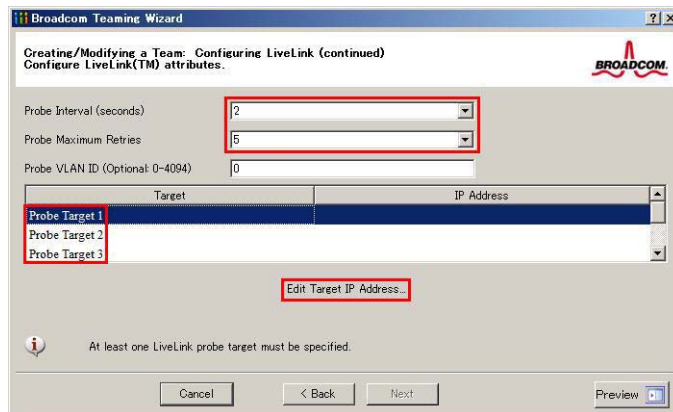 Broadcom Teaming Wizard
Creating/Modifying a Team: Configuring LiveLink (continued)
Configure LiveLink(TM) attributes.
BROADCOM.
Probe Interval (seconds)
2
Probe Maximum Retries
5
Probe VLAN ID (Optional: 0-4094)
0
Target IP Address
Probe Target 1
Probe Target 2
Probe Target 3
Edit Target IP Address...
At least one LiveLink probe target must be specified.
Cancel < Back Next Preview